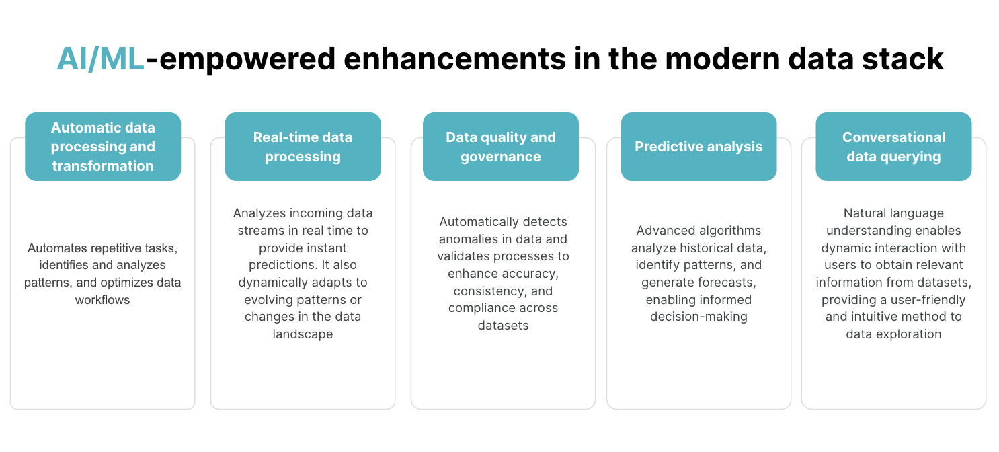 AI/ML-empowered enhancements in the modern data stack
Automatic data
processing and
transformation
Automates repetitive tasks,
identifies and analyzes
patterns, and optimizes data
workflows
Real-time data
processing
Analyzes incoming data
streams in real time to
provide instant
predictions. It also
dynamically adapts to
evolving patterns or
changes in the data
landscape
Data quality and
governance
Automatically detects
anomalies in data and
validates processes to
enhance accuracy,
consistency, and
compliance across
datasets
Predictive analysis
Advanced algorithms
analyze historical data,
identify patterns, and
generate forecasts,
enabling informed
decision-making
Conversational
data querying
Natural language
understanding enables
dynamic interaction with
users to obtain relevant
information from datasets,
providing a user-friendly
and intuitive method to
data exploration